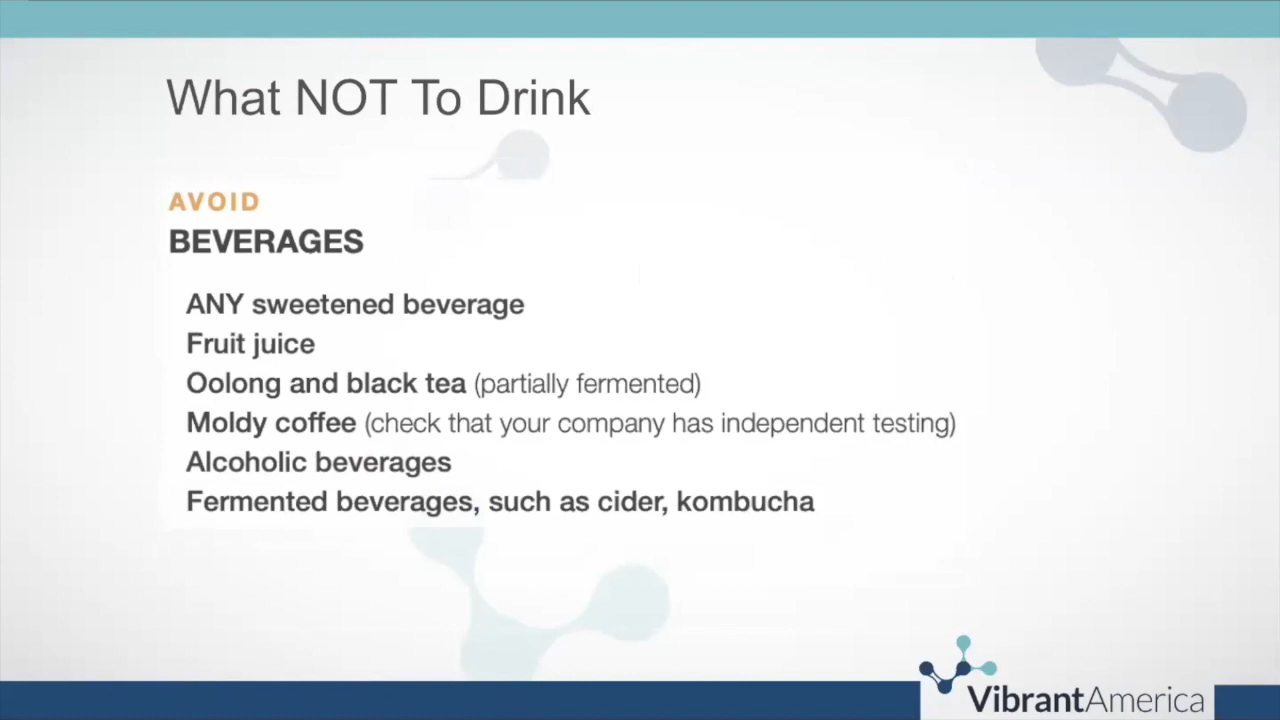 What NOT To Drink
AVOID
BEVERAGES
ANY sweetened beverage
Fruit juice
Oolong and black tea (partially fermented)
Moldy coffee (check that your company has independent testing)
Alcoholic beverages
Fermented beverages, such as cider, kombucha
VibrantAmerica